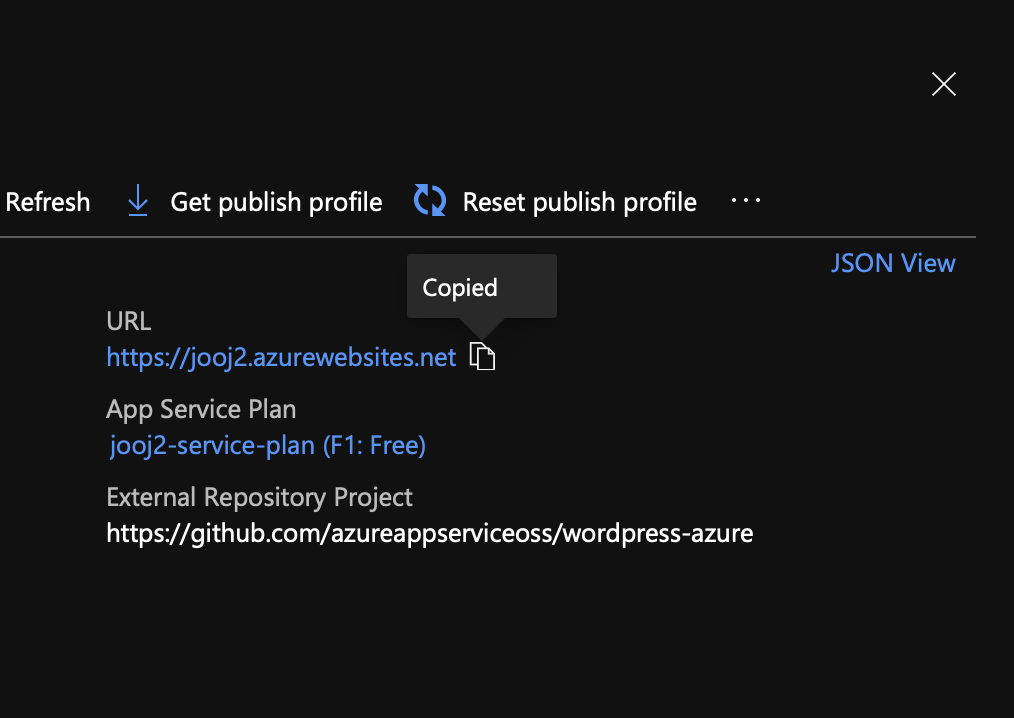 Refresh Get publish profile Reset publish profile ...
JSON View
Copied
URL
https://jooj2.azurewebsites.net
App Service Plan
jooj2-service-plan (F1: Free)
External Repository Project
https://github.com/azureappserviceoss/wordpress-azure